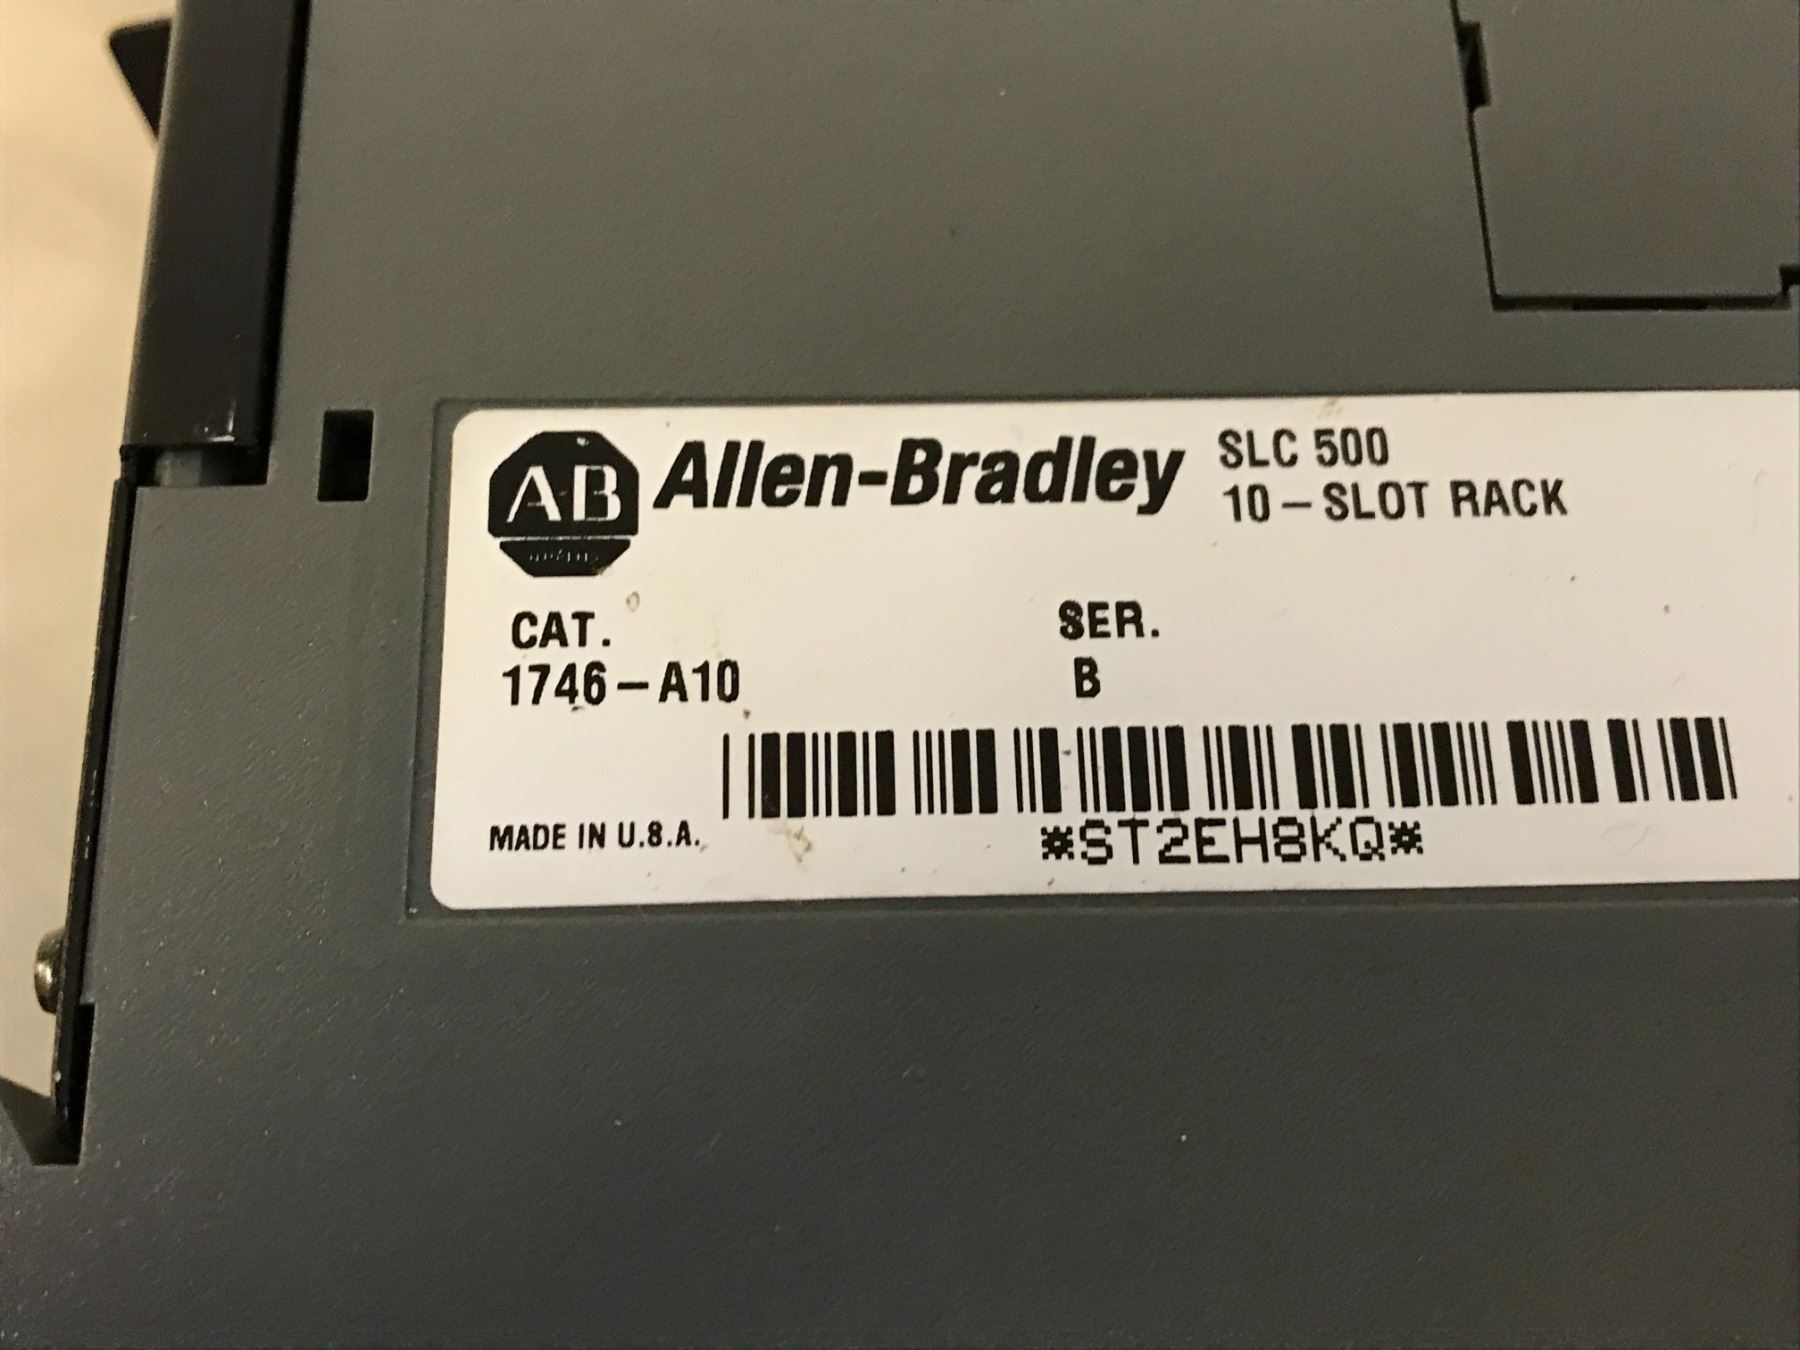 AB
Allen-Bradley
SLC 500
10-SLOT RACK
CAT.
1746-A10
SER.
B
MADE IN U.S.A.
*ST2EH8KQ*